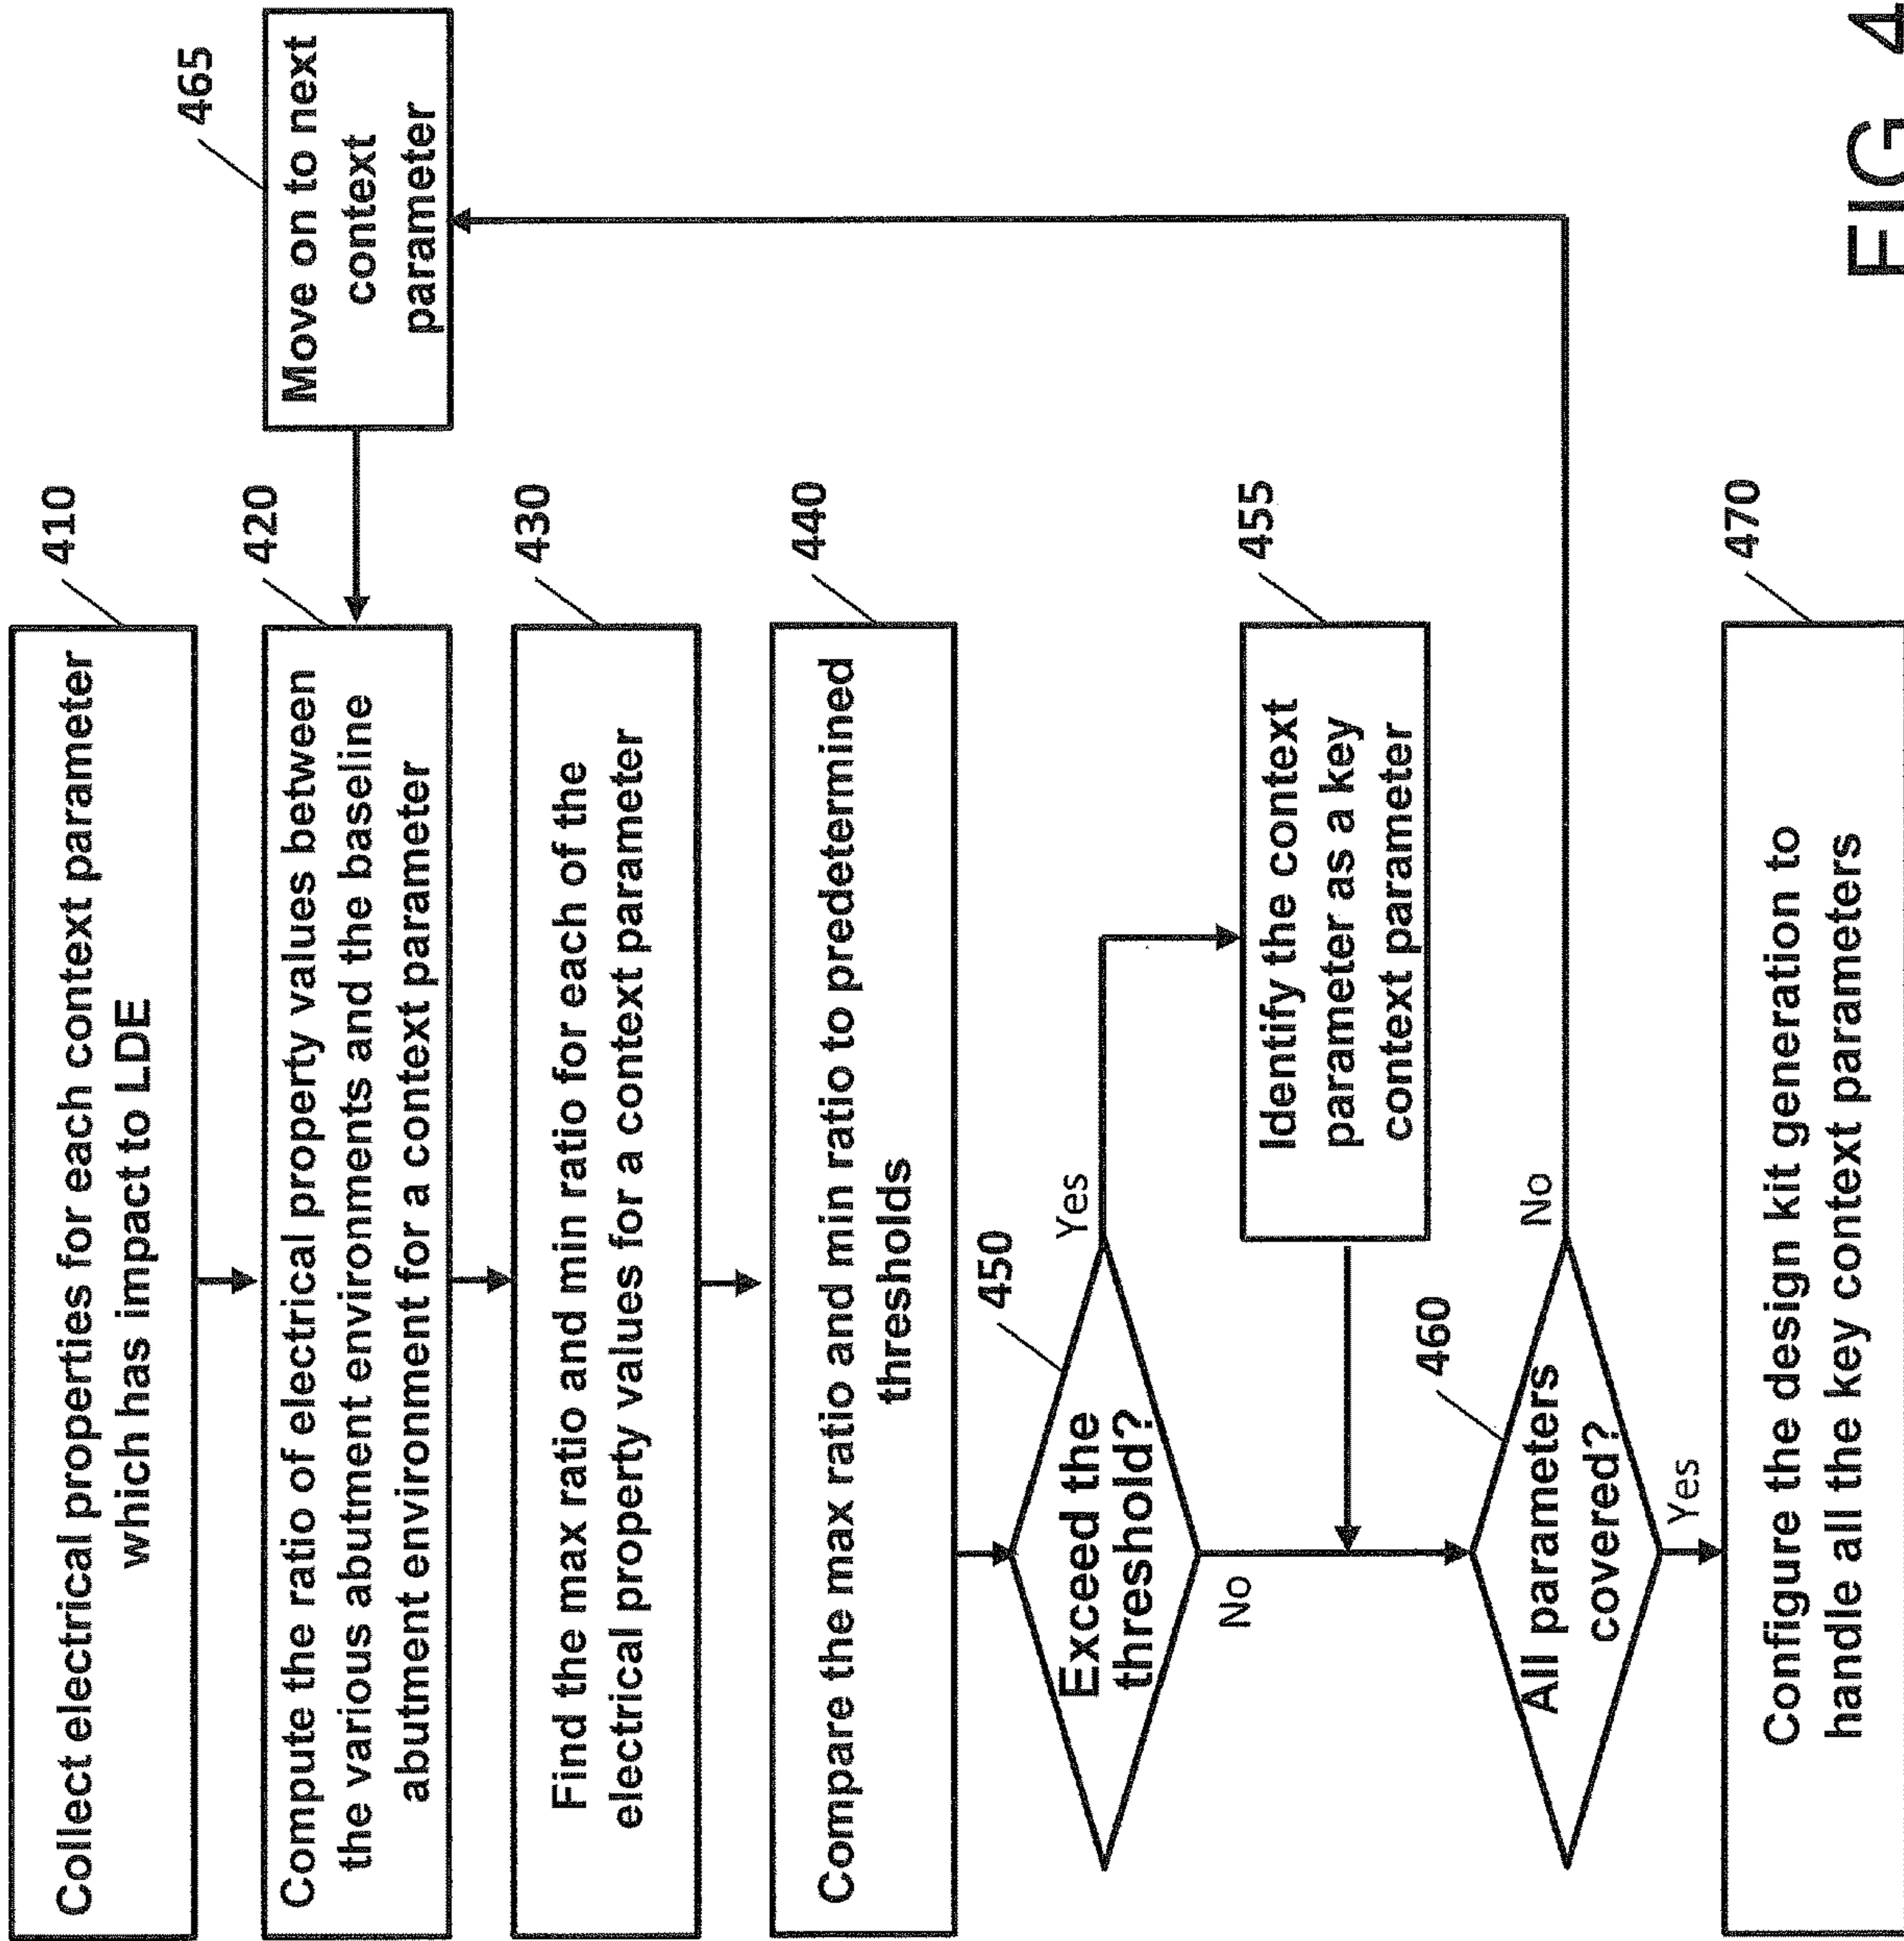 410
Collect electrical properties for each context parameter
which has impact to LDE
465
Move on to next
context
parameter
420
Compute the ratio of electrical property values between
the various abutment environments and the baseline
abutment environment for a context parameter
430
Find the max ratio and min ratio for each of the
electrical property values for a context parameter
440
Compare the max ratio and min ratio to predetermined
thresholds
450
Exceed the
threshold?
Yes
No
455
Identify the context
parameter as a key
context parameter
460
All parameters
covered?
No
Yes
470
Configure the design kit generation to
handle all the key context parameters
FIG 4